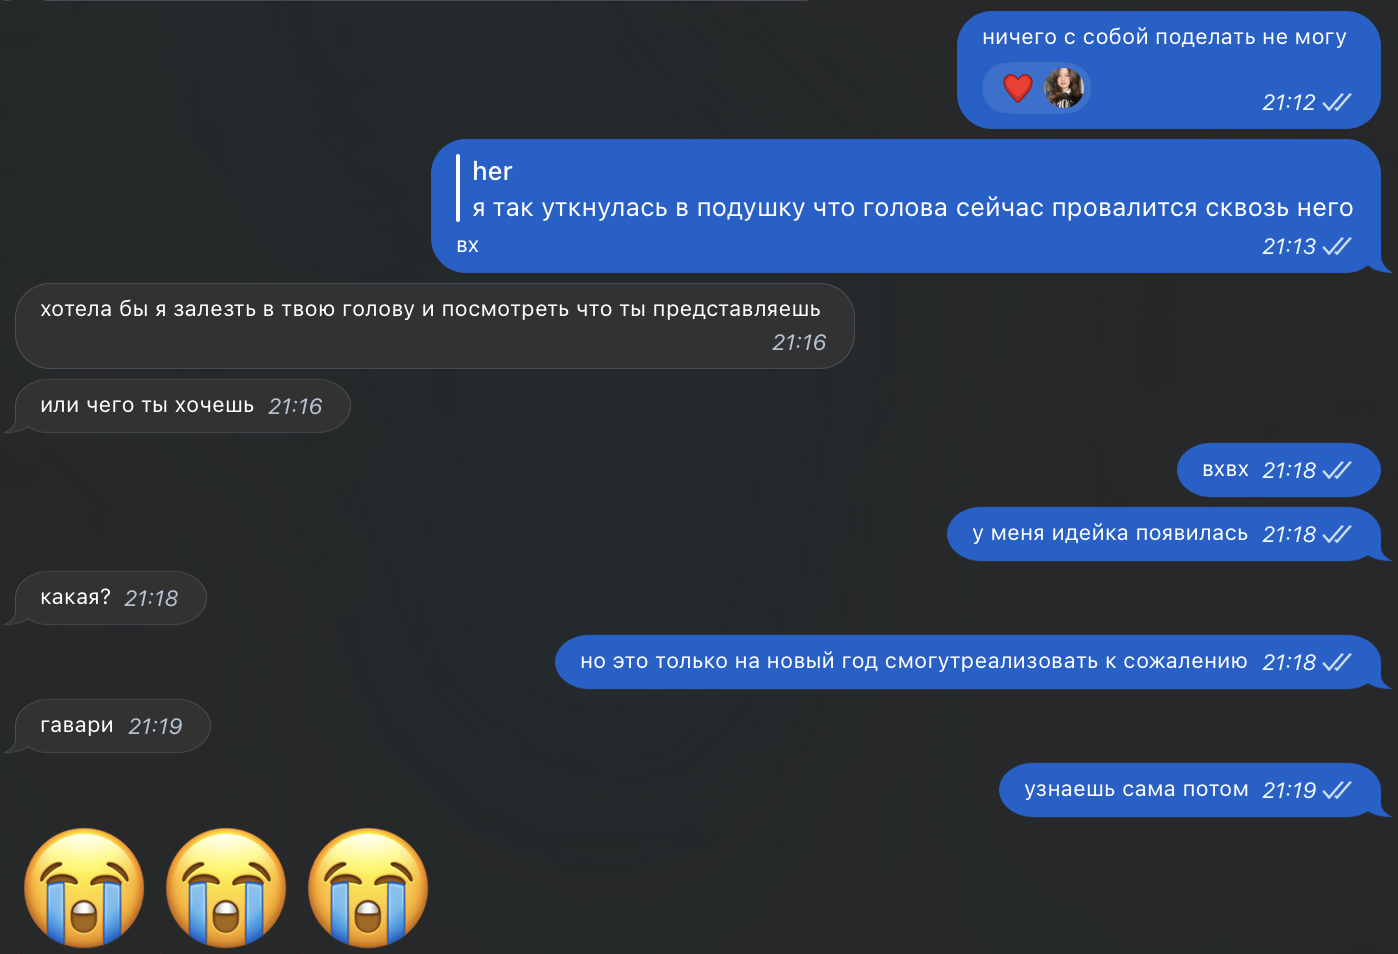 ничего с собой поделать не могу
21:12
her
я так уткнулась в подушку что голова сейчас провалится сквозь него
вх 21:13
хотела бы я залезть в твою голову и посмотреть что ты представляешь
21:16
или чего ты хочешь 21:16
вхвх 21:18
у меня идейка появилась 21:18
какая? 21:18
но это только на новый год смогутреализовать к сожалению 21:18
гавари 21:19
узнаешь сама потом 21:19